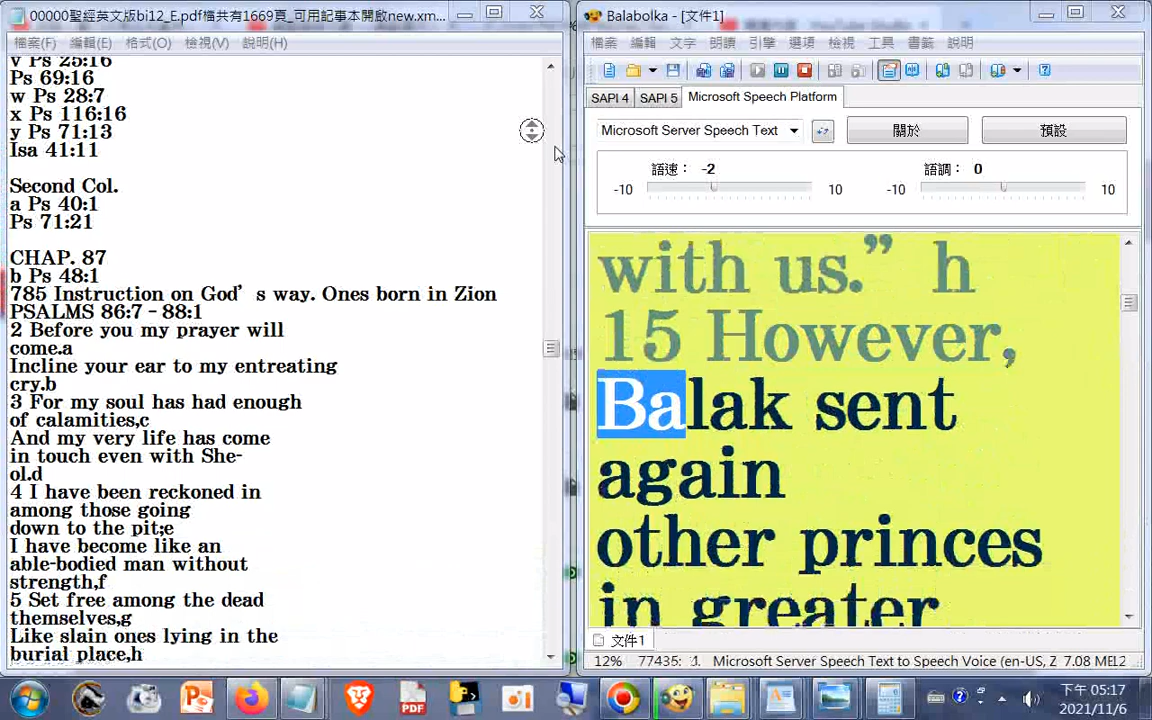 00000聖經英文版bi12_E.pdf檔共有1669頁_可用記事本開啟new.xm...
檔案(F) 編輯(E) 格式(O) 檢視(V) 說明(H)
v Ps 25:16
Ps 69:16
w Ps 28:7
x Ps 116:16
y Ps 71:13
Isa 41:11
Second Col.
a Ps 40:1
Ps 71:21
CHAP. 87
b Ps 48:1
785 Instruction on God’s way. Ones born in Zion
PSALMS 86:7–88:1
2 Before you my prayer will
come.a
Incline your ear to my entreating
cry.b
3 For my soul has had enough
of calamities,c
And my very life has come
in touch even with She-
ol.d
4 I have been reckoned in
among those going
down to the pit;e
I have become like an
able-bodied man without
strength,f
5 Set free among the dead
themselves,g
Like slain ones lying in the
burial place,h
Balabolka - [文件1]
檔案 編輯 文字 朗讀 引擎 選項 檢視 工具 書籤 說明
SAPI 4 SAPI 5 Microsoft Speech Platform
Microsoft Server Speech Text 關於 預設
語速： -2 語調： 0
-10 10 -10 10
with us.” h
15 However,
Balak sent
again
other princes
in greater
文件1
12% 77435: Microsoft Server Speech Text to Speech Voice (en-US, Z 7.08 ME12
PDF
下午 05:17
2021/11/6